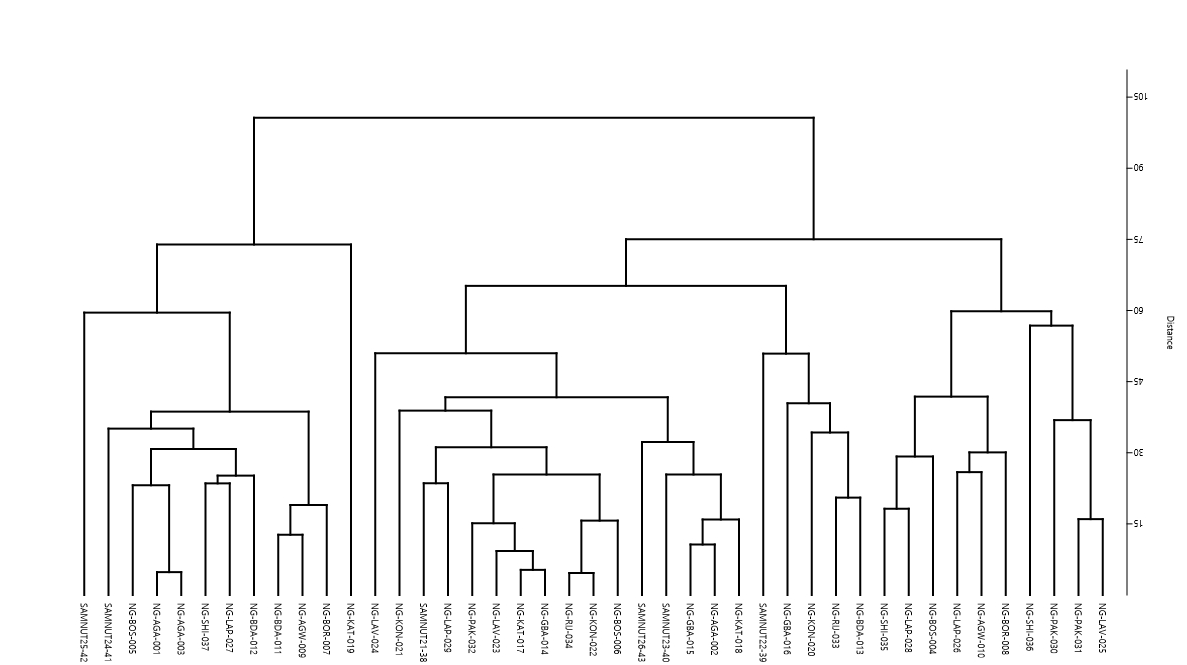 105
90
75
60
45
30
15
Distance
SAMNUT25-42
SAMNUT24-41
NG-BOS-005
NG-AGA-001
NG-AGA-003
NG-SHI-037
NG-LAP-027
NG-BDA-012
NG-BDA-011
NG-AGW-009
NG-BOR-007
NG-KAT-019
NG-LAV-024
NG-KON-021
SAMNUT21-38
NG-LAP-029
NG-PAK-032
NG-LAV-023
NG-KAT-017
NG-GBA-014
NG-RU-034
NG-KON-022
NG-BOS-006
SAMNUT26-43
SAMNUT23-40
NG-GBA-015
NG-AGA-002
NG-KAT-018
SAMNUT22-39
NG-GBA-016
NG-KON-020
NG-RU-033
NG-BDA-013
NG-SHI-035
NG-LAP-028
NG-BOS-004
NG-LAP-026
NG-AGW-010
NG-BOR-008
NG-SHI-036
NG-PAK-030
NG-PAK-031
NG-LAV-025